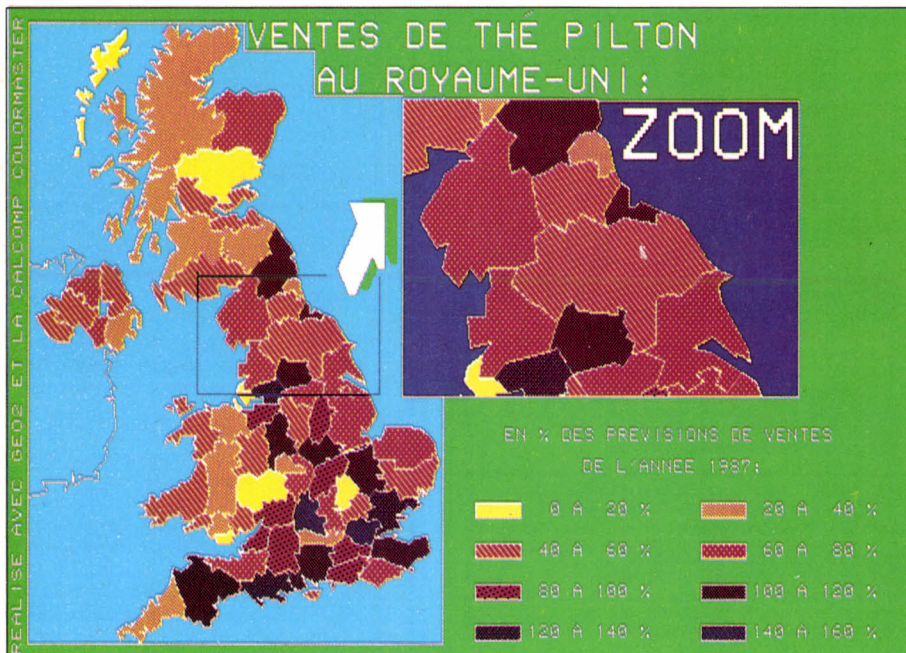 VENTES DE THE PILTON
AU ROYAUME-UNI:
ZOOM
EN % DES PREVISIONS DE VENTES
DE L'ANNEE 1987:
0 A 20 %
20 A 40 %
40 A 60 %
60 A 80 %
80 A 100 %
100 A 120 %
120 A 140 %
140 A 160 %
REALISE AVEC GEO2 ET LA CALCOMP COLORMASTER